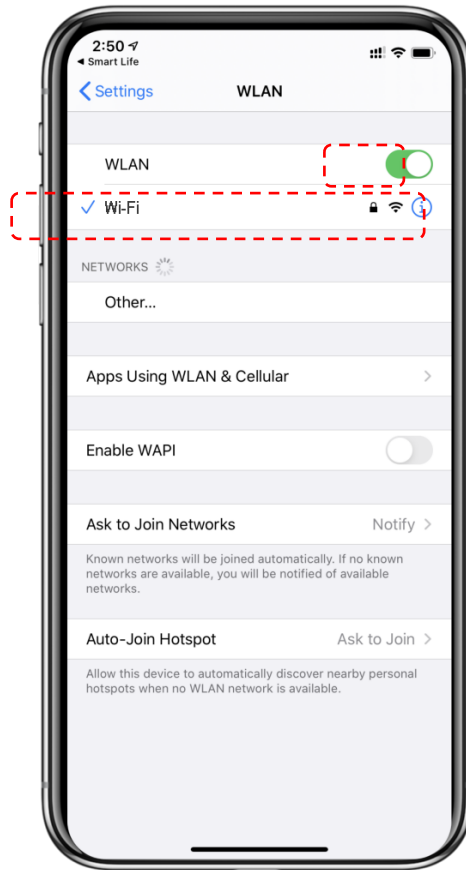 2:50
Smart Life
Settings
WLAN
WLAN
Wi-Fi
NETWORKS
Other...
Apps Using WLAN & Cellular
Enable WAPI
Ask to Join Networks
Notify
Known networks will be joined automatically. If no known
networks are available, you will be notified of available
networks.
Auto-Join Hotspot
Ask to Join
Allow this device to automatically discover nearby personal
hotspots when no WLAN network is available.